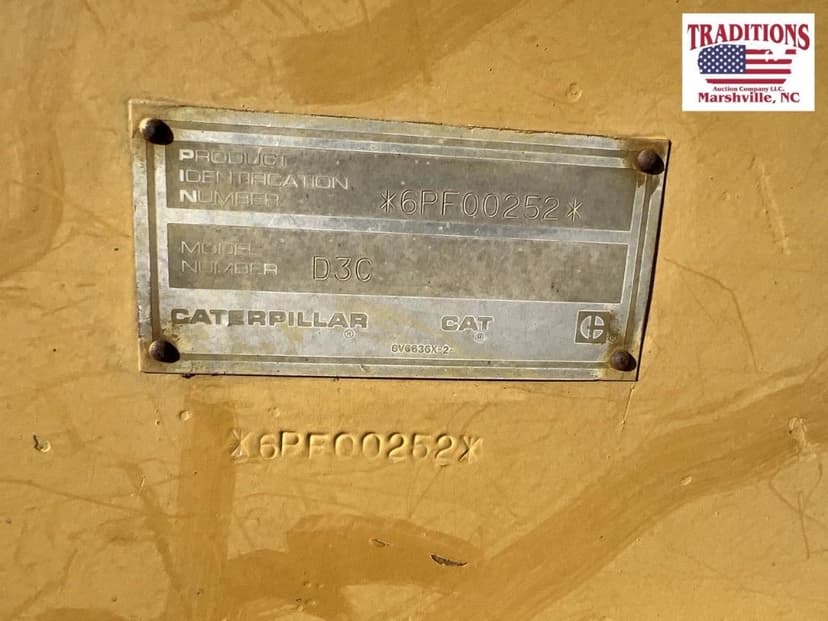 TRADITIONS
Auction Company LLC.
Marshville, NC
PRODUCT
IDENTIFICATION
NUMBER *6PF00252*
MODEL
NUMBER D3C
CATERPILLAR ® CAT ®
6V6636X-2-
*6PF00252*